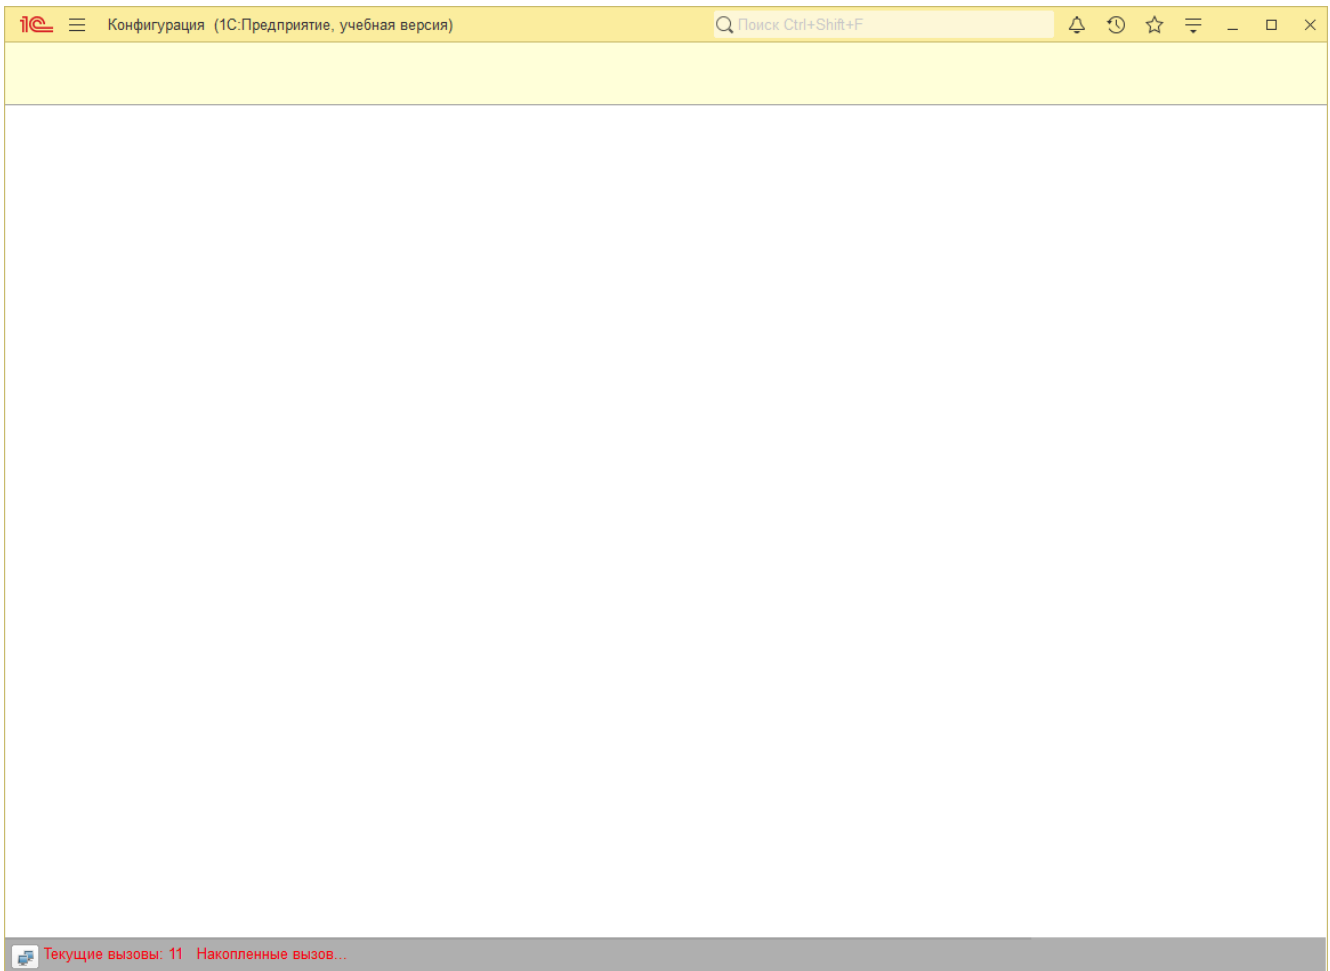 1С Конфигурация (1С:Предприятие, учебная версия) Поиск Ctrl+Shift+F
Текущие вызовы: 11 Накопленные вызов...